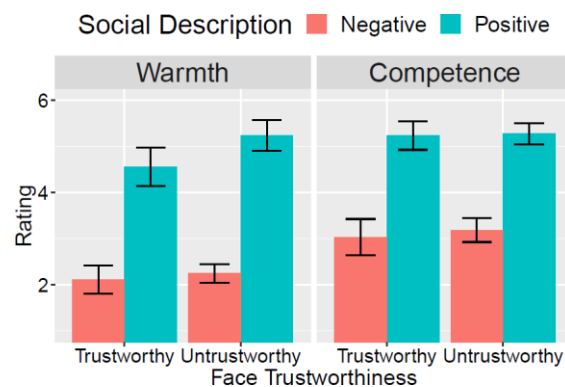 Social Description Negative Positive
Warmth Competence
6
4
2
Rating
Trustworthy Untrustworthy Trustworthy Untrustworthy
Face Trustworthiness